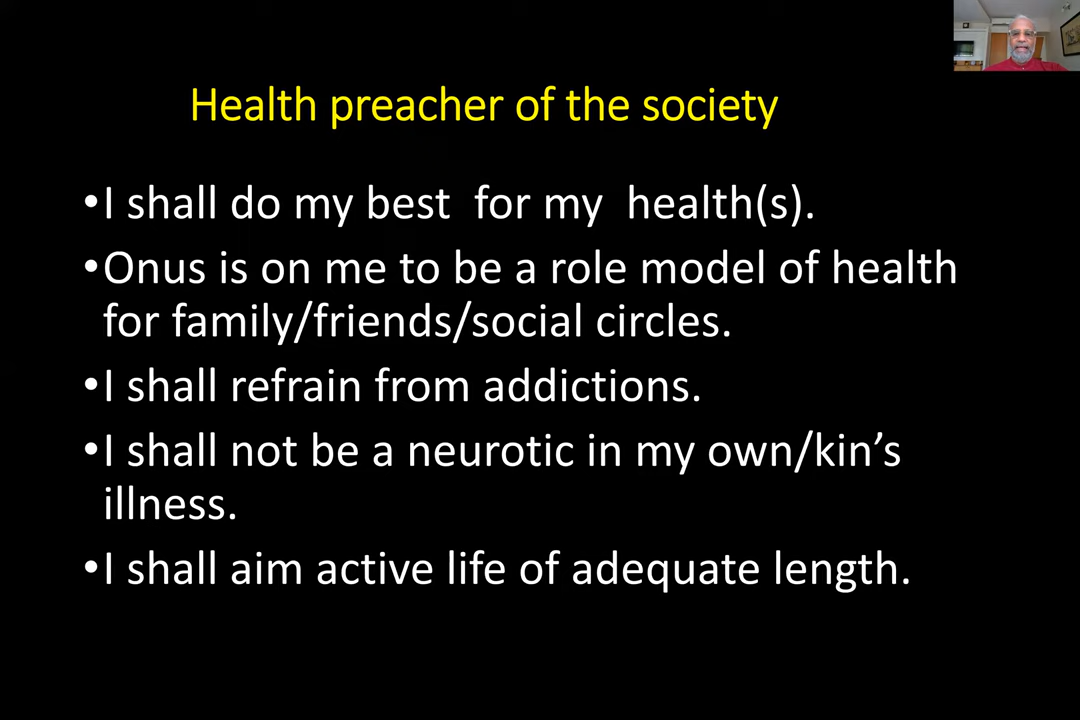 Health preacher of the society
•I shall do my best for my health(s).
•Onus is on me to be a role model of health
for family/friends/social circles.
•I shall refrain from addictions.
•I shall not be a neurotic in my own/kin’s
illness.
•I shall aim active life of adequate length.